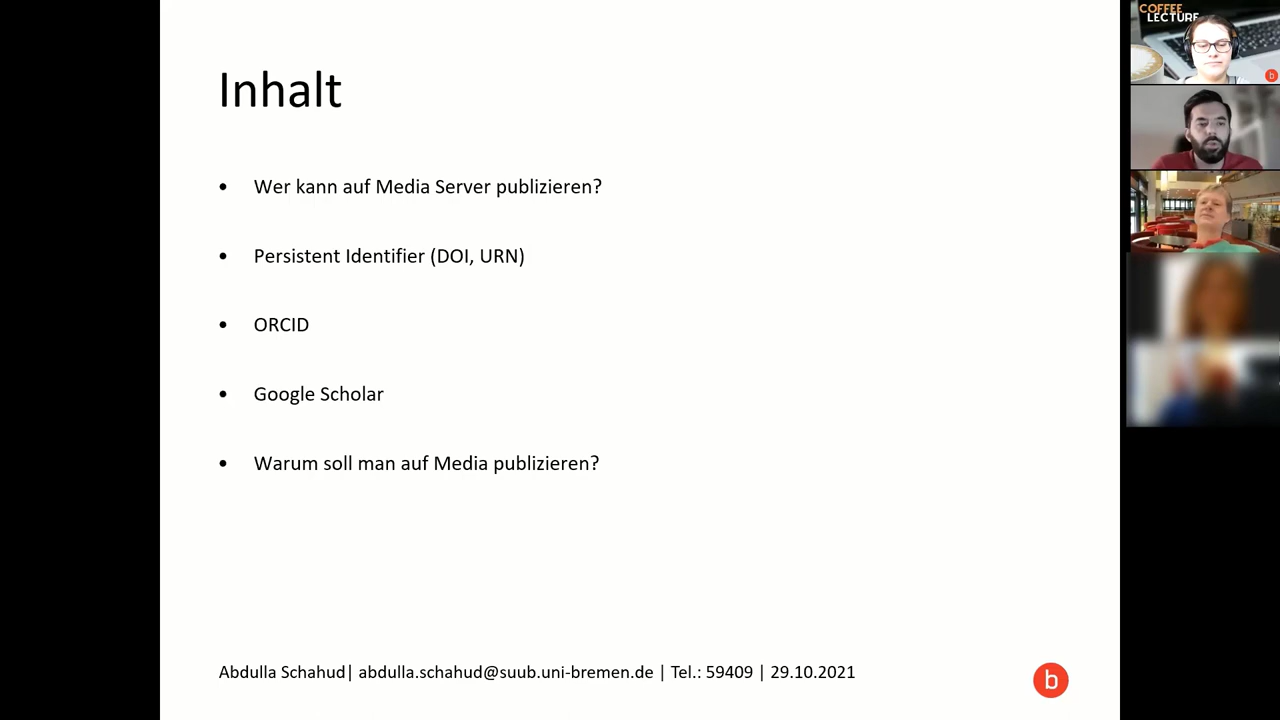 Inhalt
• Wer kann auf Media Server publizieren?
• Persistent Identifier (DOI, URN)
• ORCID
• Google Scholar
• Warum soll man auf Media publizieren?
Abdulla Schahud| abdulla.schahud@suub.uni-bremen.de | Tel.: 59409 | 29.10.2021
b
COFFEE
LECTURE
b